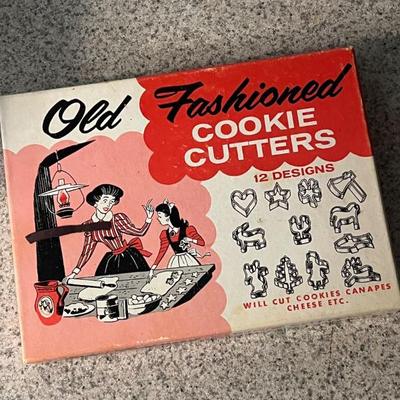 Old Fashioned
COOKIE
CUTTERS
12 DESIGNS
WILL CUT COOKIES CANAPES
CHEESE ETC.